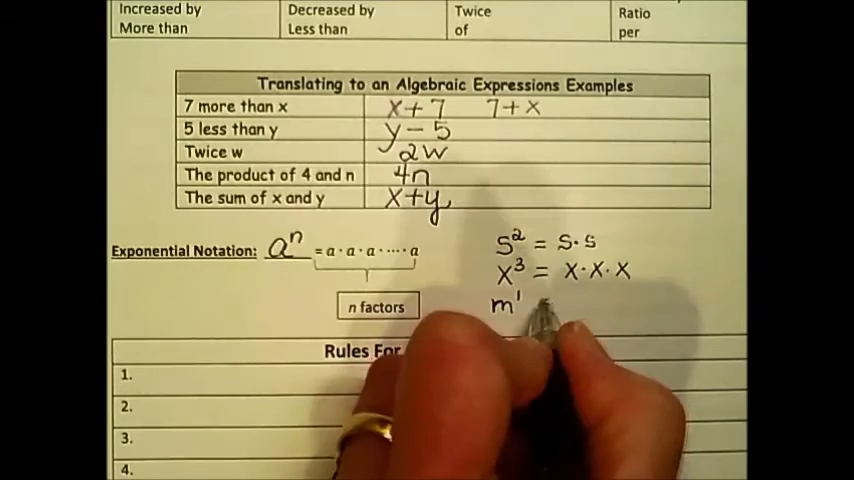 Increased by Decreased by Twice Ratio
More than Less than of per
Translating to an Algebraic Expressions Examples
7 more than x x+7 7+x
5 less than y y-5
Twice w 2w
The product of 4 and n 4n
The sum of x and y x+y
Exponential Notation: aⁿ = a · a · a · ... · a
n factors
s² = s·s
x³ = x·x·x
m¹
Rules For
1.
2.
3.
4.